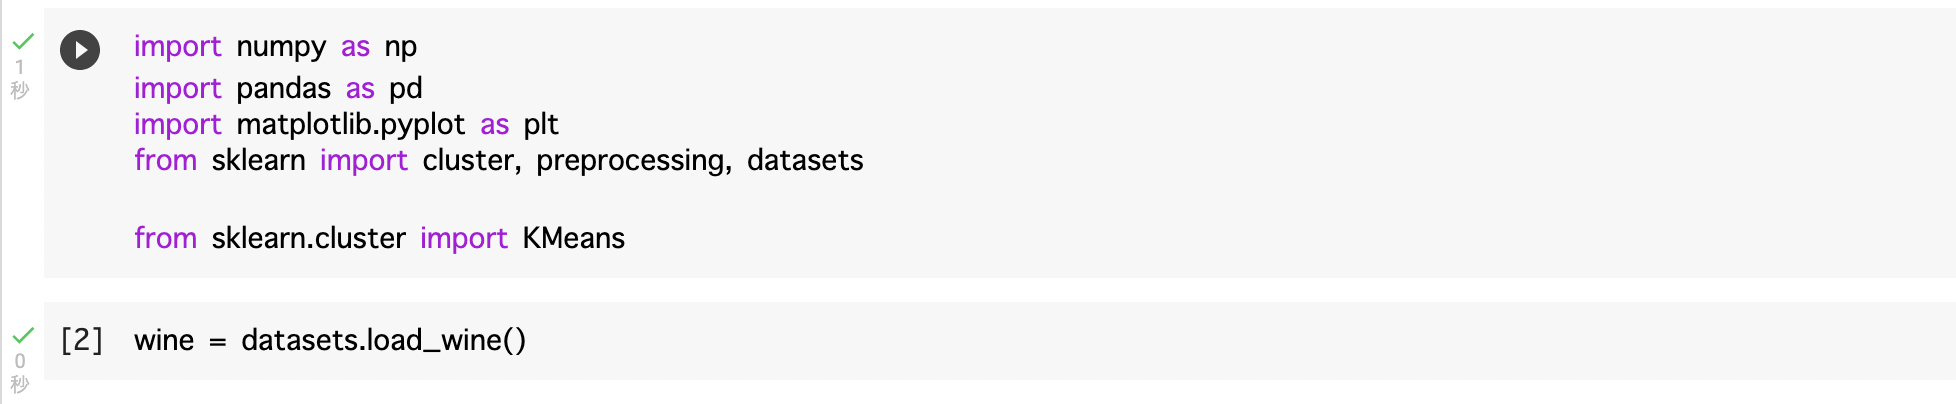 import numpy as np
1
秒
import pandas as pd
import matplotlib.pyplot as plt
from sklearn import cluster, preprocessing, datasets
from sklearn.cluster import KMeans
[2] wine = datasets.load_wine()
0
秒